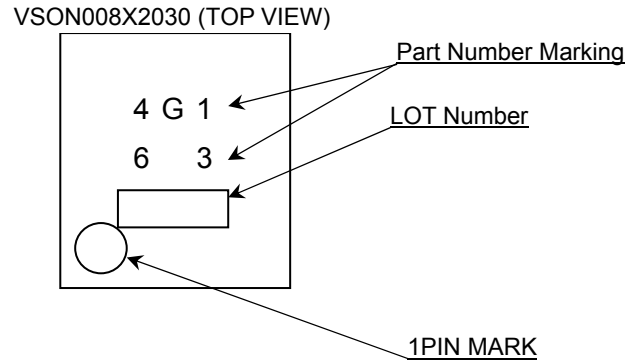 VSON008X2030 (TOP VIEW)
Part Number Marking
4 G 1
LOT Number
6 3
1PIN MARK